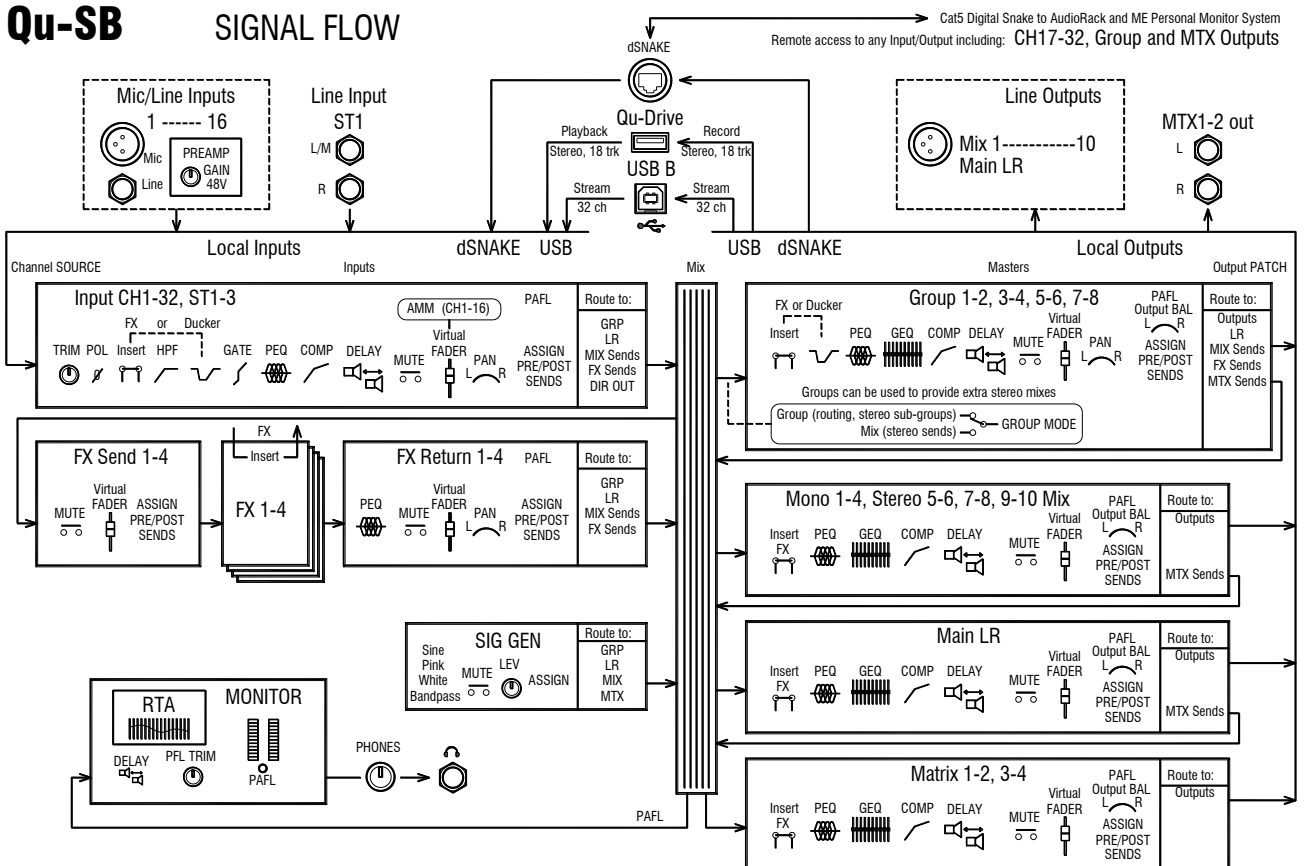 Qu-SB SIGNAL FLOW
Cat5 Digital Snake to AudioRack and ME Personal Monitor System
Remote access to any Input/Output including: CH17-32, Group and MTX Outputs
dSNAKE
Mic/Line Inputs
1 ------ 16
Mic
Line
PREAMP
GAIN
48V
Line Input
ST1
L/M
R
Qu-Drive
Playback
Stereo, 18 trk
Record
Stereo, 18 trk
USB B
Stream
32 ch
Stream
32 ch
Line Outputs
Mix 1-----------10
Main LR
MTX1-2 out
L
R
Local Inputs
dSNAKE
USB
USB
dSNAKE
Local Outputs
Channel SOURCE
Inputs
Mix
Masters
Output PATCH
Input CH1-32, ST1-3
AMM (CH1-16)
PAFL
Route to:
FX or Ducker
TRIM POL Insert HPF GATE PEQ COMP DELAY MUTE
Virtual
FADER
PAN
L R
ASSIGN
PRE/POST
SENDS
GRP
LR
MIX Sends
FX Sends
DIR OUT
Group 1-2, 3-4, 5-6, 7-8
FX or Ducker
Insert PEQ GEQ COMP DELAY MUTE
Virtual
FADER
PAN
L R
PAFL
Output BAL
L R
ASSIGN
PRE/POST
SENDS
Route to:
Outputs
LR
MIX Sends
FX Sends
MTX Sends
Groups can be used to provide extra stereo mixes
Group (routing, stereo sub-groups)
Mix (stereo sends)
GROUP MODE
FX Send 1-4
MUTE
Virtual
FADER
ASSIGN
PRE/POST
SENDS
FX
Insert
FX 1-4
FX Return 1-4
PAFL
Route to:
PEQ MUTE
Virtual
FADER
PAN
L R
ASSIGN
PRE/POST
SENDS
GRP
LR
MIX Sends
FX Sends
Mono 1-4, Stereo 5-6, 7-8, 9-10 Mix
Insert
FX
PEQ GEQ COMP DELAY MUTE
Virtual
FADER
PAFL
Output BAL
L R
ASSIGN
PRE/POST
SENDS
Route to:
Outputs
MTX Sends
SIG GEN
Sine
Pink
White
Bandpass
MUTE
LEV
ASSIGN
Route to:
GRP
LR
MIX
MTX
Main LR
Insert
FX
PEQ GEQ COMP DELAY MUTE
Virtual
FADER
PAFL
Output BAL
L R
ASSIGN
PRE/POST
SENDS
Route to:
Outputs
MTX Sends
RTA
MONITOR
DELAY
PFL TRIM
PAFL
PHONES
PAFL
Matrix 1-2, 3-4
Insert
FX
PEQ GEQ COMP DELAY MUTE
Virtual
FADER
PAFL
Output BAL
L R
ASSIGN
PRE/POST
SENDS
Route to:
Outputs